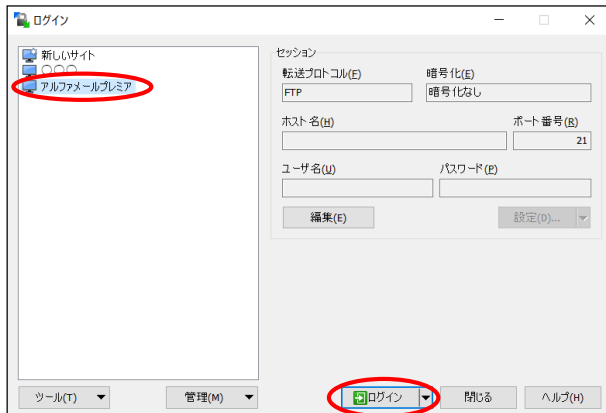 ログイン
新しいサイト
〇〇〇
アルファメールプレミア
セッション
転送プロトコル(F)
暗号化(E)
FTP
暗号化なし
ホスト名(H)
ポート番号(R)
21
ユーザ名(U)
パスワード(P)
編集(E)
設定(D)...
ツール(T)
管理(M)
ログイン
閉じる
ヘルプ(H)